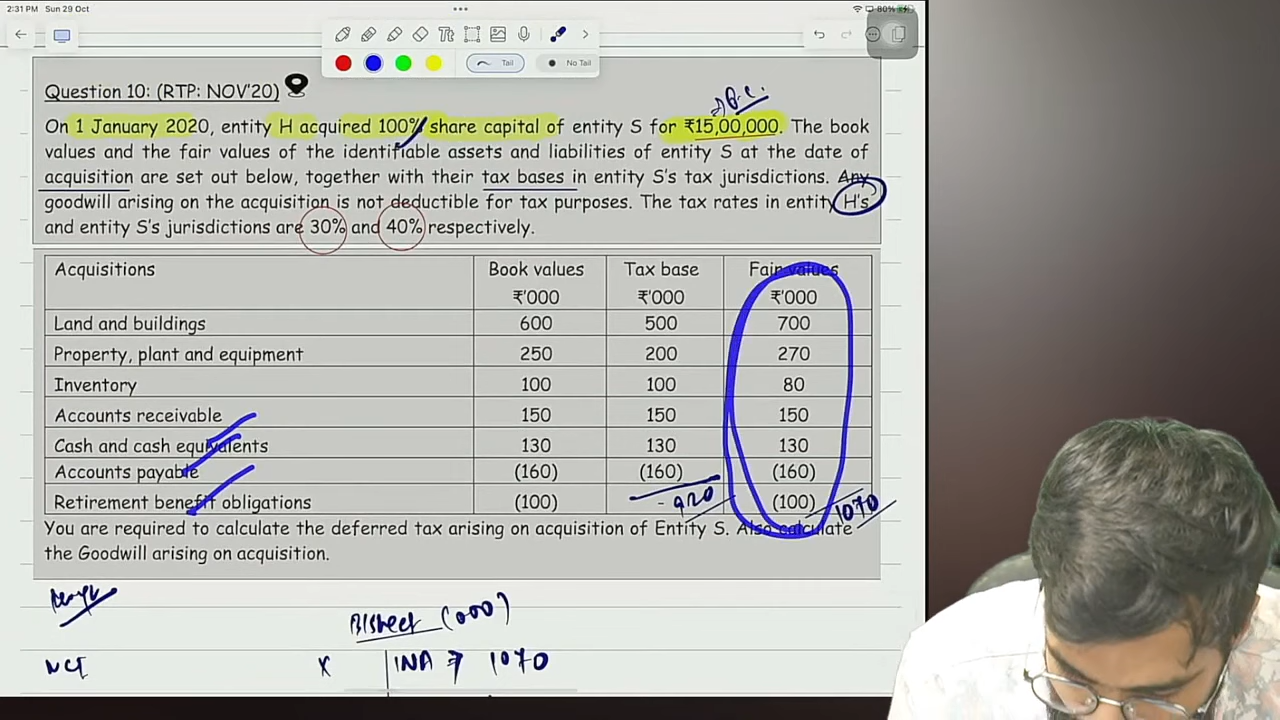 2:31 PM Sun 29 Oct
80%
Tail
No Tail
Question 10: (RTP: NOV'20)
On 1 January 2020, entity H acquired 100% share capital of entity S for ₹15,00,000. The book
values and the fair values of the identifiable assets and liabilities of entity S at the date of
acquisition are set out below, together with their tax bases in entity S's tax jurisdictions. Any
goodwill arising on the acquisition is not deductible for tax purposes. The tax rates in entity H's
and entity S's jurisdictions are 30% and 40% respectively.
Acquisitions Book values Tax base Fair values
₹'000 ₹'000 ₹'000
Land and buildings 600 500 700
Property, plant and equipment 250 200 270
Inventory 100 100 80
Accounts receivable 150 150 150
Cash and cash equivalents 130 130 130
Accounts payable (160) (160) (160)
Retirement benefit obligations (100) - 920 (100) 1070
You are required to calculate the deferred tax arising on acquisition of Entity S. Also calculate
the Goodwill arising on acquisition.
(000)
NCI X INA ⇒ 1070